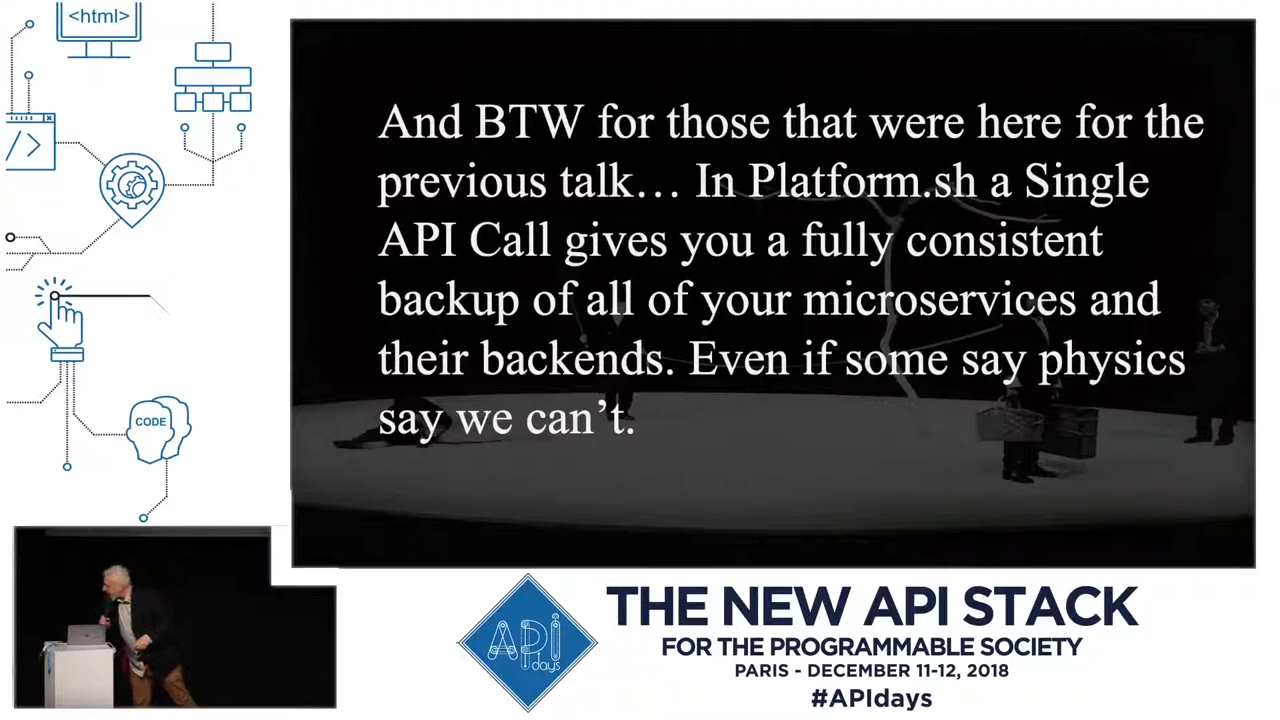 <html>
</>
CODE
And BTW for those that were here for the
previous talk… In Platform.sh a Single
API Call gives you a fully consistent
backup of all of your microservices and
their backends. Even if some say physics
say we can’t.
APi
days
THE NEW API STACK
FOR THE PROGRAMMABLE SOCIETY
PARIS - DECEMBER 11-12, 2018
#APIdays